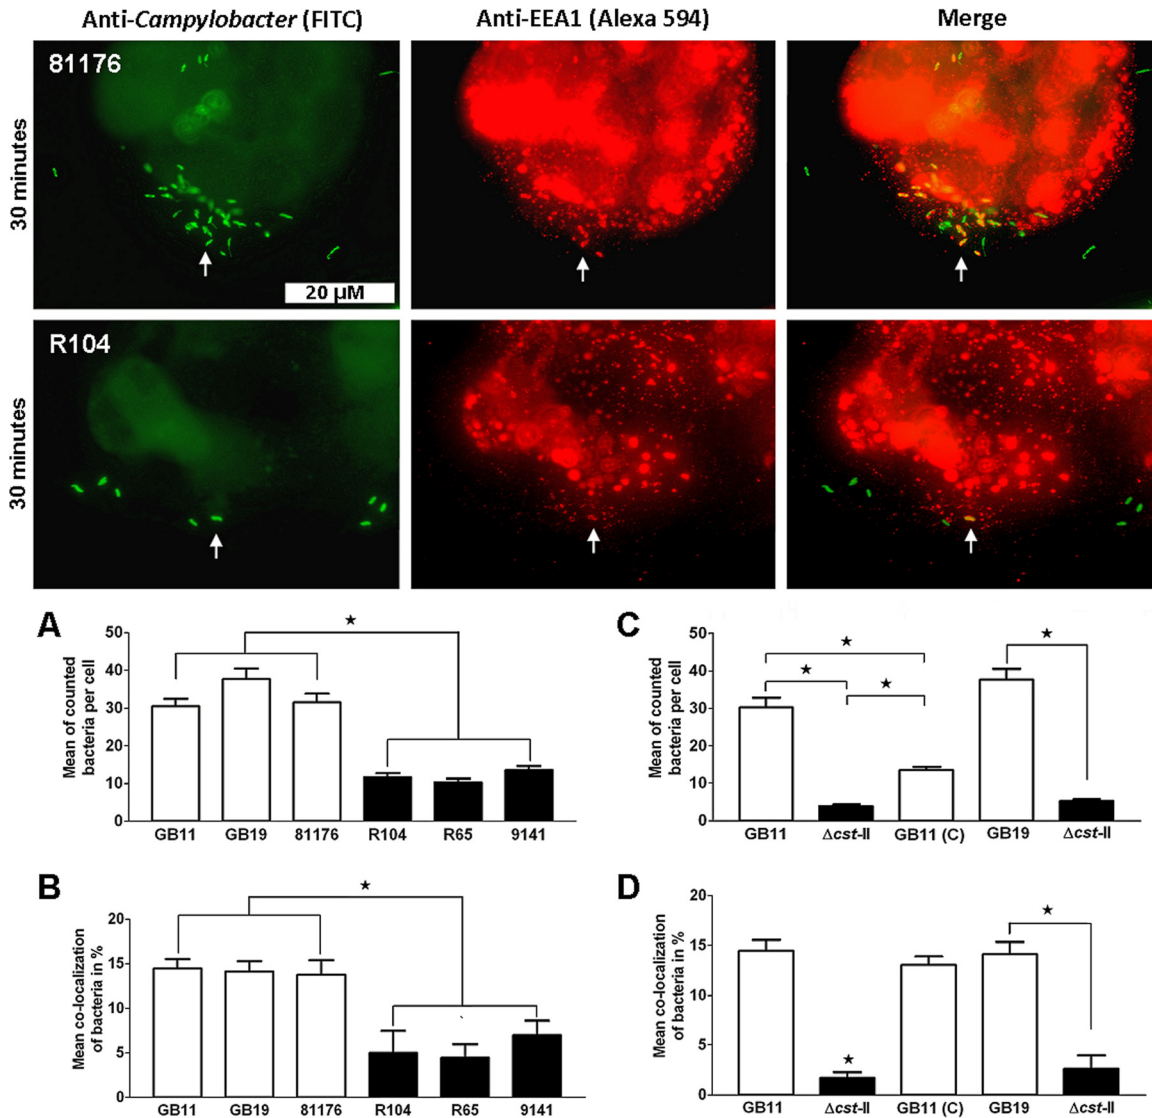 Anti-Campylobacter (FITC)
Anti-EEA1 (Alexa 594)
Merge
30 minutes
81176
20 µM
30 minutes
R104
A
Mean of counted
bacteria per cell
50
40
30
20
10
0
★
GB11
GB19
81176
R104
R65
9141
C
Mean of counted
bacteria per cell
50
40
30
20
10
0
★
★
★
★
GB11
Δcst-II
GB11 (C)
GB19
Δcst-II
B
Mean co-localization
of bacteria in %
20
15
10
5
0
★
GB11
GB19
81176
R104
R65
9141
D
Mean co-localization
of bacteria in %
20
15
10
5
0
★
★
GB11
Δcst-II
GB11 (C)
GB19
Δcst-II